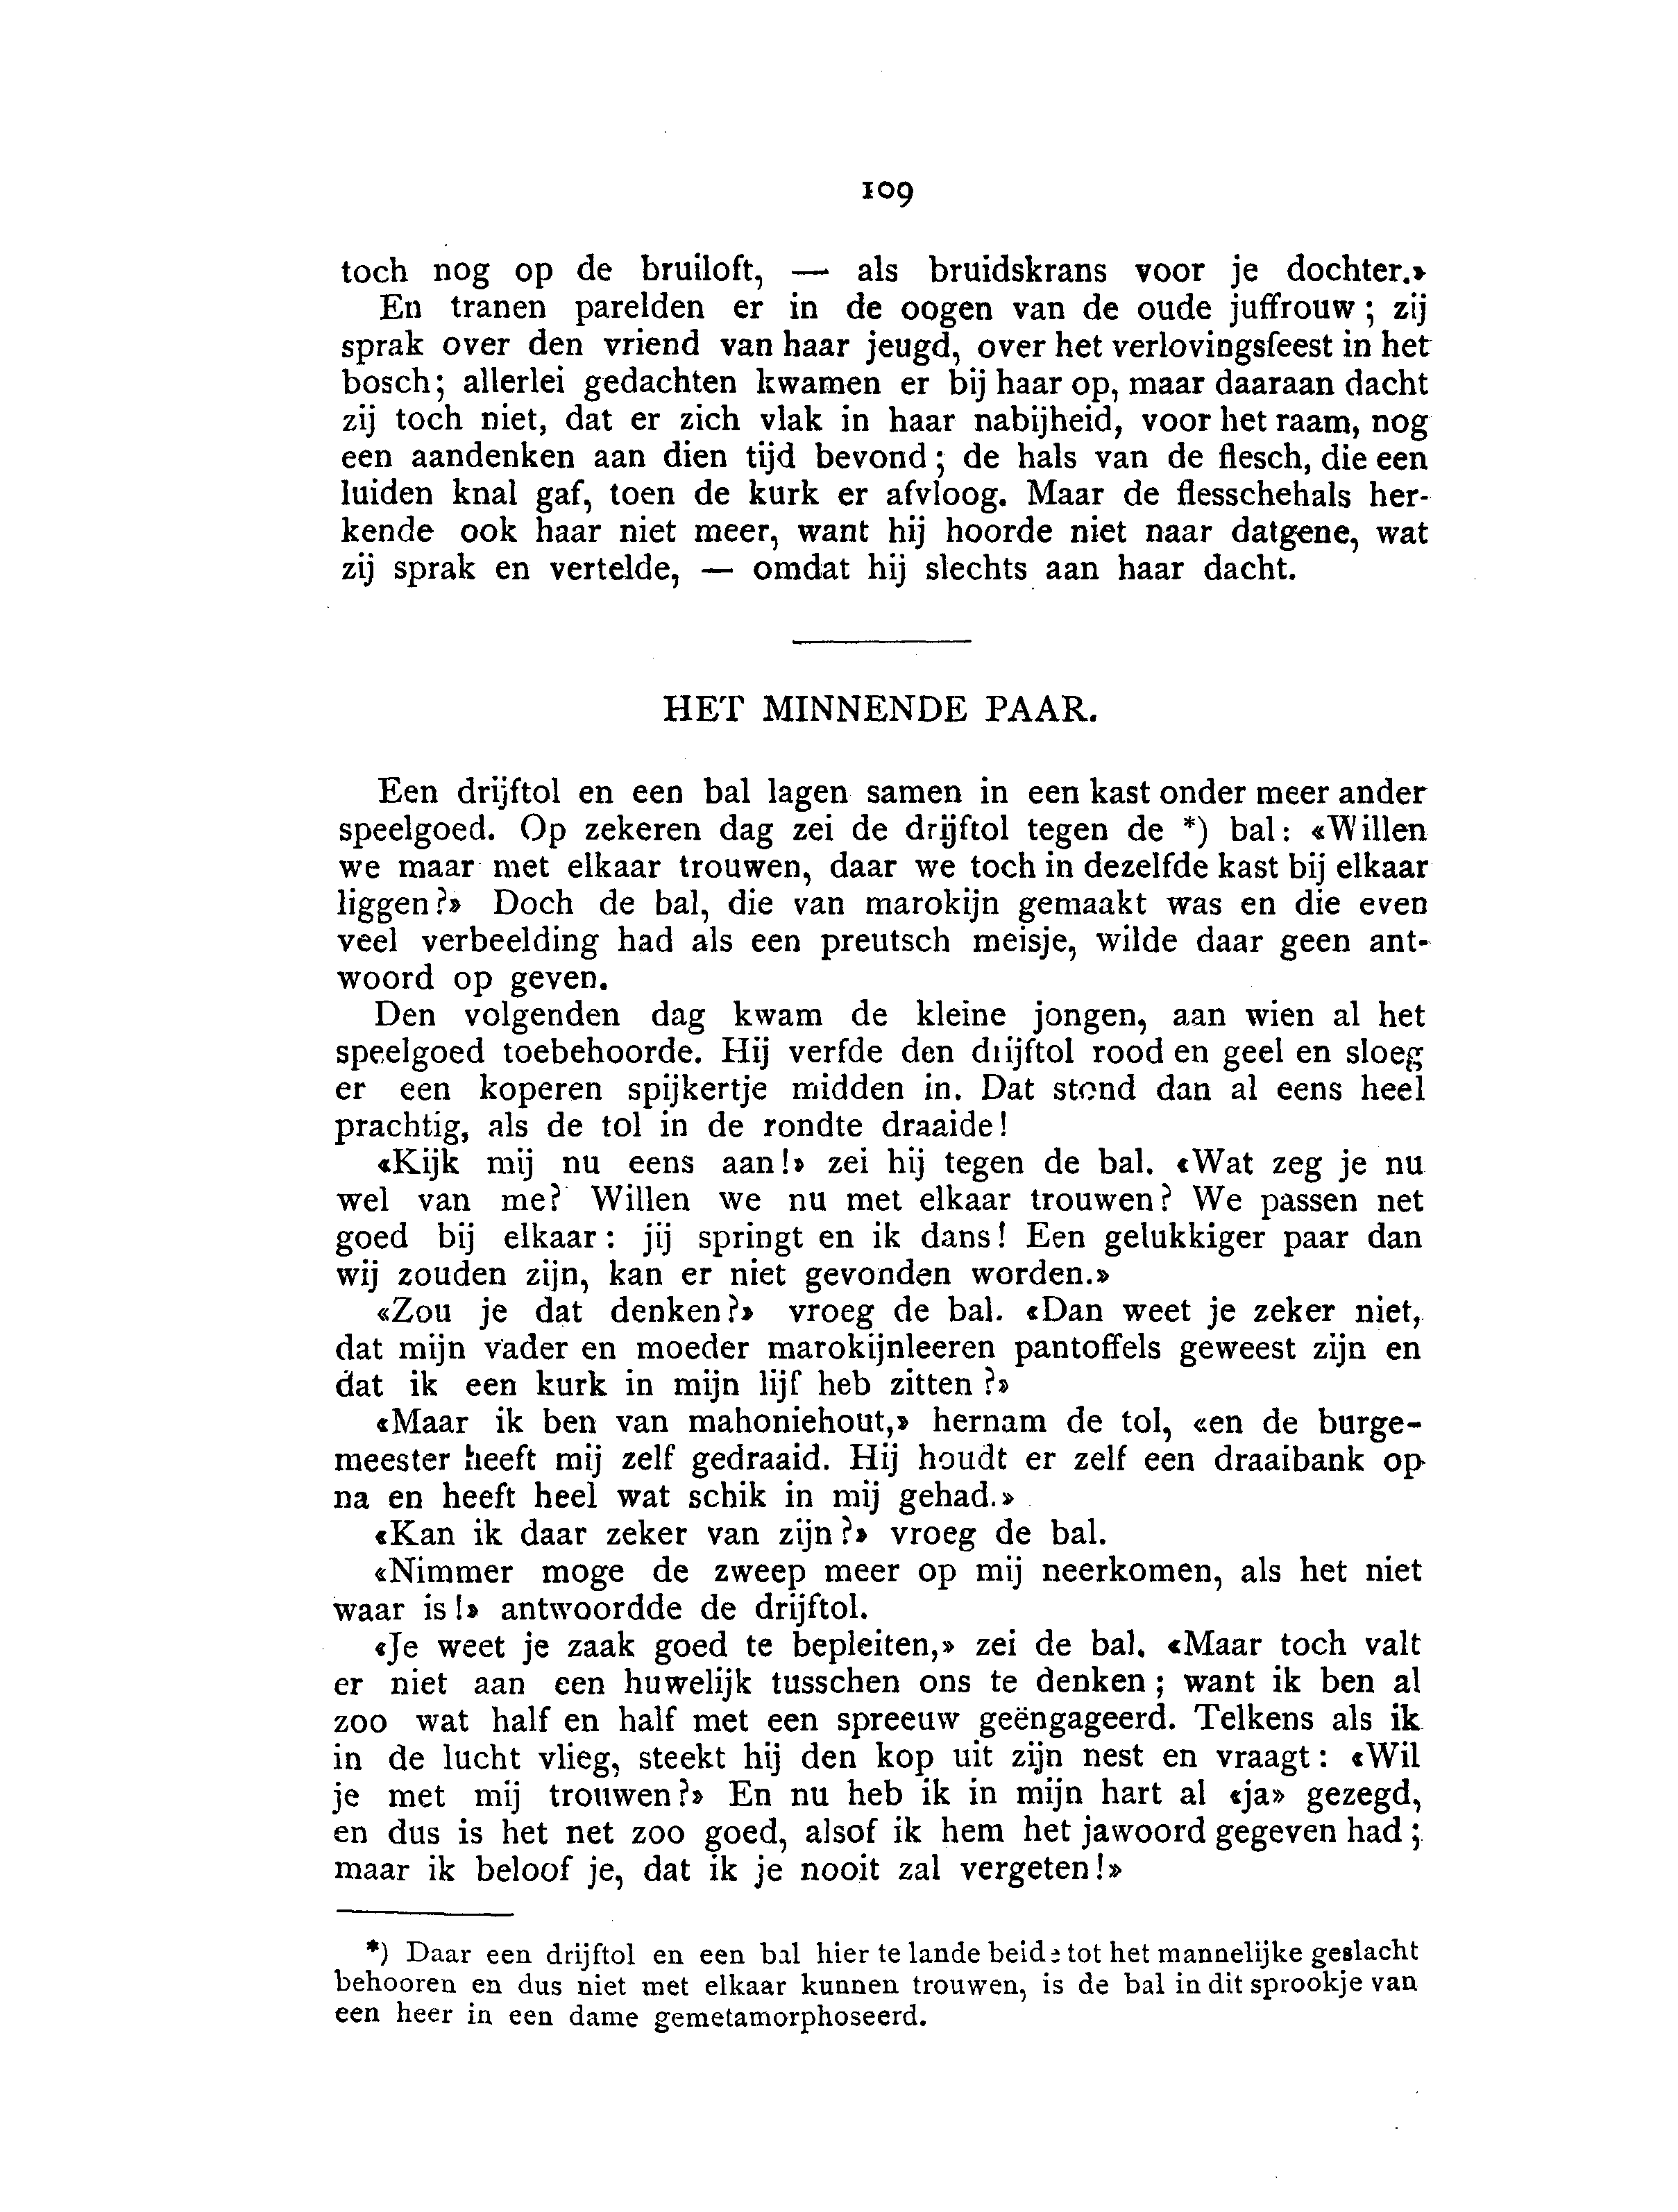 109
toch nog op de bruiloft, — als bruidskrans voor je dochter.»
En tranen parelden er in de oogen van de oude juffrouw; zij
sprak over den vriend van haar jeugd, over het verlovingsfeest in het
bosch; allerlei gedachten kwamen er bij haar op, maar daaraan dacht
zij toch niet, dat er zich vlak in haar nabijheid, voor het raam, nog
een aandenken aan dien tijd bevond; de hals van de flesch, die een
luiden knal gaf, toen de kurk er afvloog. Maar de flesschehals her-
kende ook haar niet meer, want hij hoorde niet naar datgene, wat
zij sprak en vertelde, — omdat hij slechts aan haar dacht.
HET MINNENDE PAAR.
Een drijftol en een bal lagen samen in een kast onder meer ander
speelgoed. Op zekeren dag zei de drijftol tegen de *) bal: «Willen
we maar met elkaar trouwen, daar we toch in dezelfde kast bij elkaar
liggen?» Doch de bal, die van marokijn gemaakt was en die even
veel verbeelding had als een preutsch meisje, wilde daar geen ant-
woord op geven.
Den volgenden dag kwam de kleine jongen, aan wien al het
speelgoed toebehoorde. Hij verfde den drijftol rood en geel en sloeg
er een koperen spijkertje midden in. Dat stond dan al eens heel
prachtig, als de tol in de rondte draaide!
«Kijk mij nu eens aan!» zei hij tegen de bal. «Wat zeg je nu
wel van me? Willen we nu met elkaar trouwen? We passen net
goed bij elkaar: jij springt en ik dans! Een gelukkiger paar dan
wij zouden zijn, kan er niet gevonden worden.»
«Zou je dat denken?» vroeg de bal. «Dan weet je zeker niet,
dat mijn vader en moeder marokijnleeren pantoffels geweest zijn en
dat ik een kurk in mijn lijf heb zitten?»
«Maar ik ben van mahoniehout,» hernam de tol, «en de burge-
meester heeft mij zelf gedraaid. Hij houdt er zelf een draaibank op
na en heeft heel wat schik in mij gehad.»
«Kan ik daar zeker van zijn?» vroeg de bal.
«Nimmer moge de zweep meer op mij neerkomen, als het niet
waar is!» antwoordde de drijftol.
«Je weet je zaak goed te bepleiten,» zei de bal. «Maar toch valt
er niet aan een huwelijk tusschen ons te denken; want ik ben al
zoo wat half en half met een spreeuw geëngageerd. Telkens als ik
in de lucht vlieg, steekt hij den kop uit zijn nest en vraagt: «Wil
je met mij trouwen?» En nu heb ik in mijn hart al «ja» gezegd,
en dus is het net zoo goed, alsof ik hem het jawoord gegeven had;
maar ik beloof je, dat ik je nooit zal vergeten!»
*) Daar een drijftol en een bal hier te lande beide tot het mannelijke geslacht
behooren en dus niet met elkaar kunnen trouwen, is de bal in dit sprookje van
een heer in een dame gemetamorphoseerd.